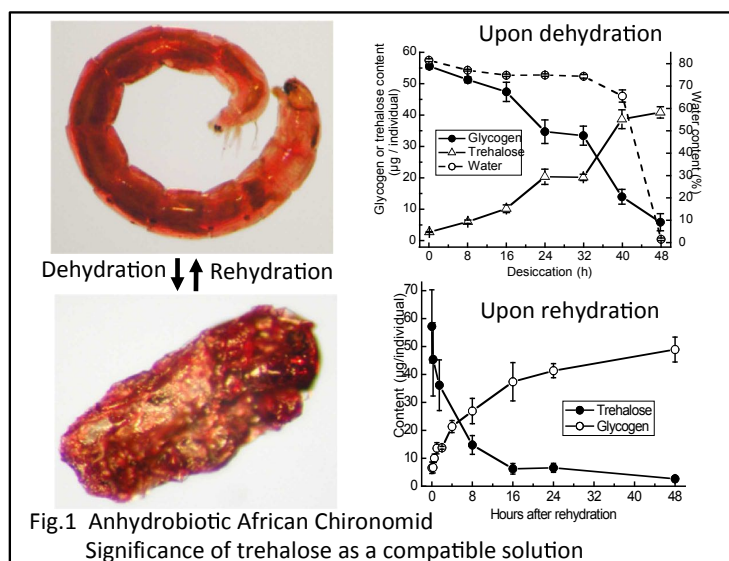 Upon dehydration
60
50
40
30
20
10
0
Glycogen or trehalose content
(µg / individual)
Glycogen
Trehalose
Water
80
70
60
50
40
30
20
10
0
Water content (%)
0 8 16 24 32 40 48
Desiccation (h)
Dehydration Rehydration
Upon rehydration
70
60
50
40
30
20
10
0
Content (µg/individual)
Trehalose
Glycogen
0 8 16 24 32 40 48
Hours after rehydration
Fig.1 Anhydrobiotic African Chironomid
Significance of trehalose as a compatible solution